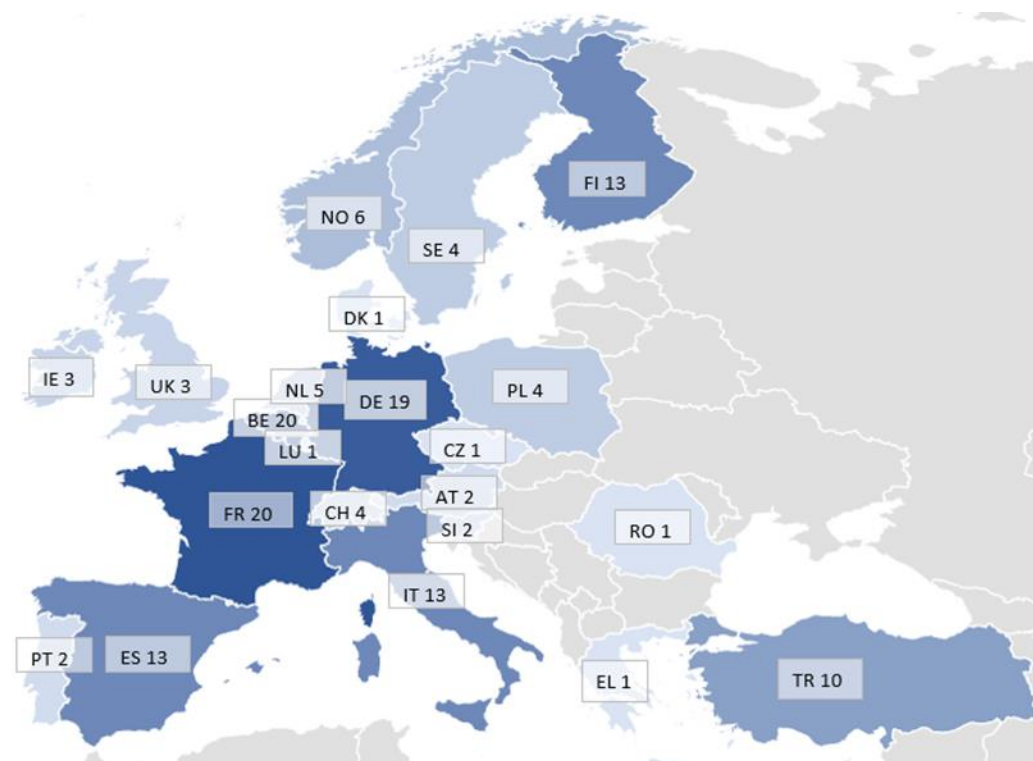 FI 13
NO 6
SE 4
DK 1
IE 3
UK 3
NL 5
DE 19
PL 4
BE 20
LU 1
CZ 1
AT 2
FR 20
CH 4
SI 2
RO 1
IT 13
PT 2
ES 13
EL 1
TR 10